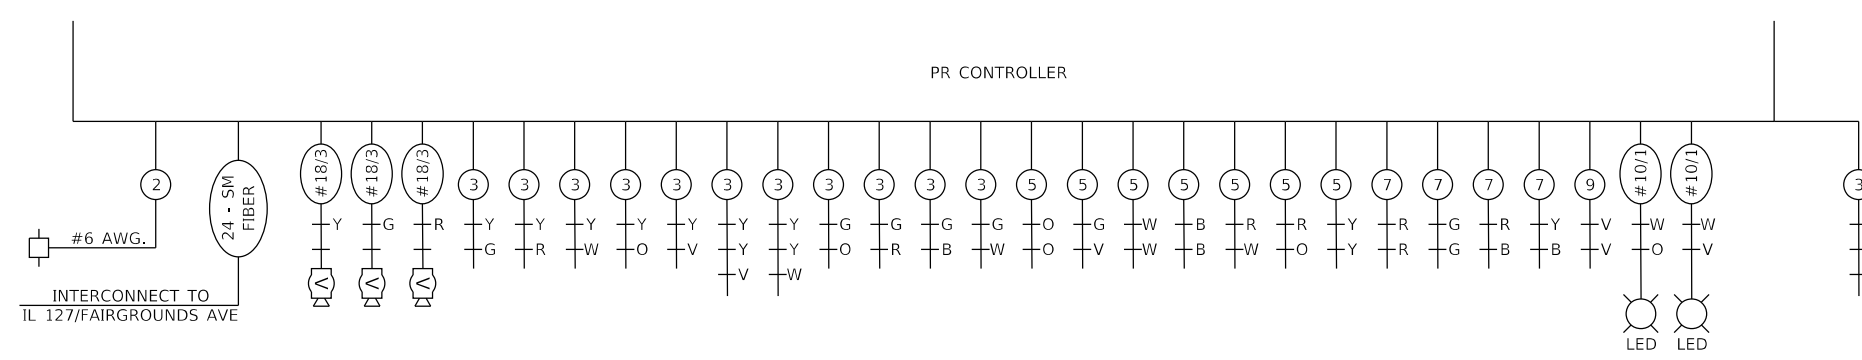 PR CONTROLLER
2 24 - SM FIBER #18/3 #18/3 #18/3 3 3 3 3 3 3 3 3 3 3 3 5 5 5 5 5 5 5 7 7 7 7 9 #10/1 #10/1 3
Y G R Y Y Y Y Y Y Y G G G G O G W B R R Y R G R Y V W W
#6 AWG. G R W O V Y Y O R B W O V W B W O Y R G B B V O V
V W
V V V
INTERCONNECT TO
IL 127/FAIRGROUNDS AVE
LED LED